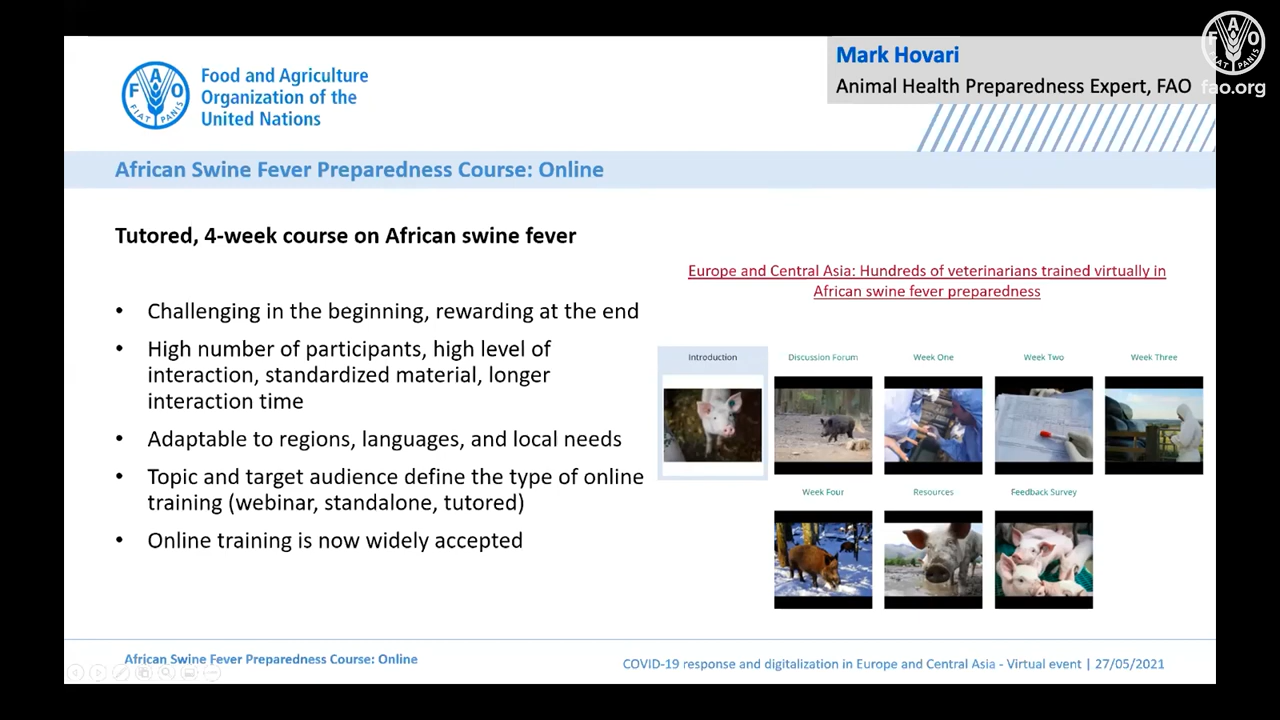 Mark Hovari
Animal Health Preparedness Expert, FAO
FAO
FIAT PANIS
fao.org
FAO
FIAT PANIS
Food and Agriculture
Organization of the
United Nations
African Swine Fever Preparedness Course: Online
Tutored, 4-week course on African swine fever
• Challenging in the beginning, rewarding at the end
• High number of participants, high level of
interaction, standardized material, longer
interaction time
• Adaptable to regions, languages, and local needs
• Topic and target audience define the type of online
training (webinar, standalone, tutored)
• Online training is now widely accepted
Europe and Central Asia: Hundreds of veterinarians trained virtually in
African swine fever preparedness
Introduction
Discussion Forum
Week One
Week Two
Week Three
Week Four
Resources
Feedback Survey
African Swine Fever Preparedness Course: Online
COVID-19 response and digitalization in Europe and Central Asia - Virtual event | 27/05/2021